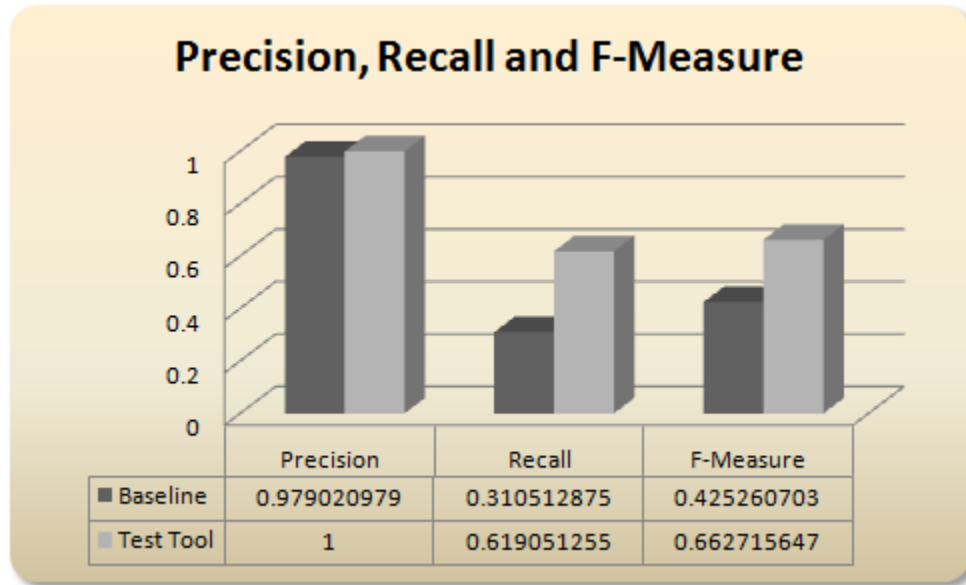 Precision, Recall and F-Measure
1
0.8
0.6
0.4
0.2
0
Precision Recall F-Measure
Baseline 0.979020979 0.310512875 0.425260703
Test Tool 1 0.619051255 0.662715647